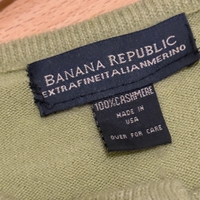 BANANA REPUBLIC
EXTRAFINEITALIANMERINO
100%CASHMERE
MADE IN
USA
OVER FOR CARE